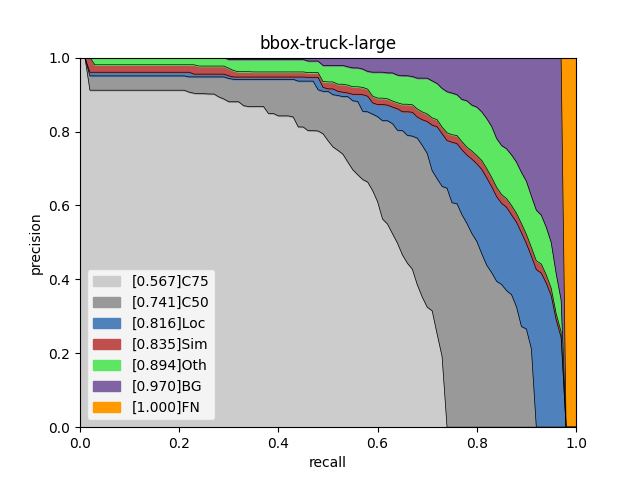 bbox-truck-large
precision
1.0
0.8
0.6
0.4
0.2
0.0
[0.567]C75
[0.741]C50
[0.816]Loc
[0.835]Sim
[0.894]Oth
[0.970]BG
[1.000]FN
0.0 0.2 0.4 0.6 0.8 1.0
recall